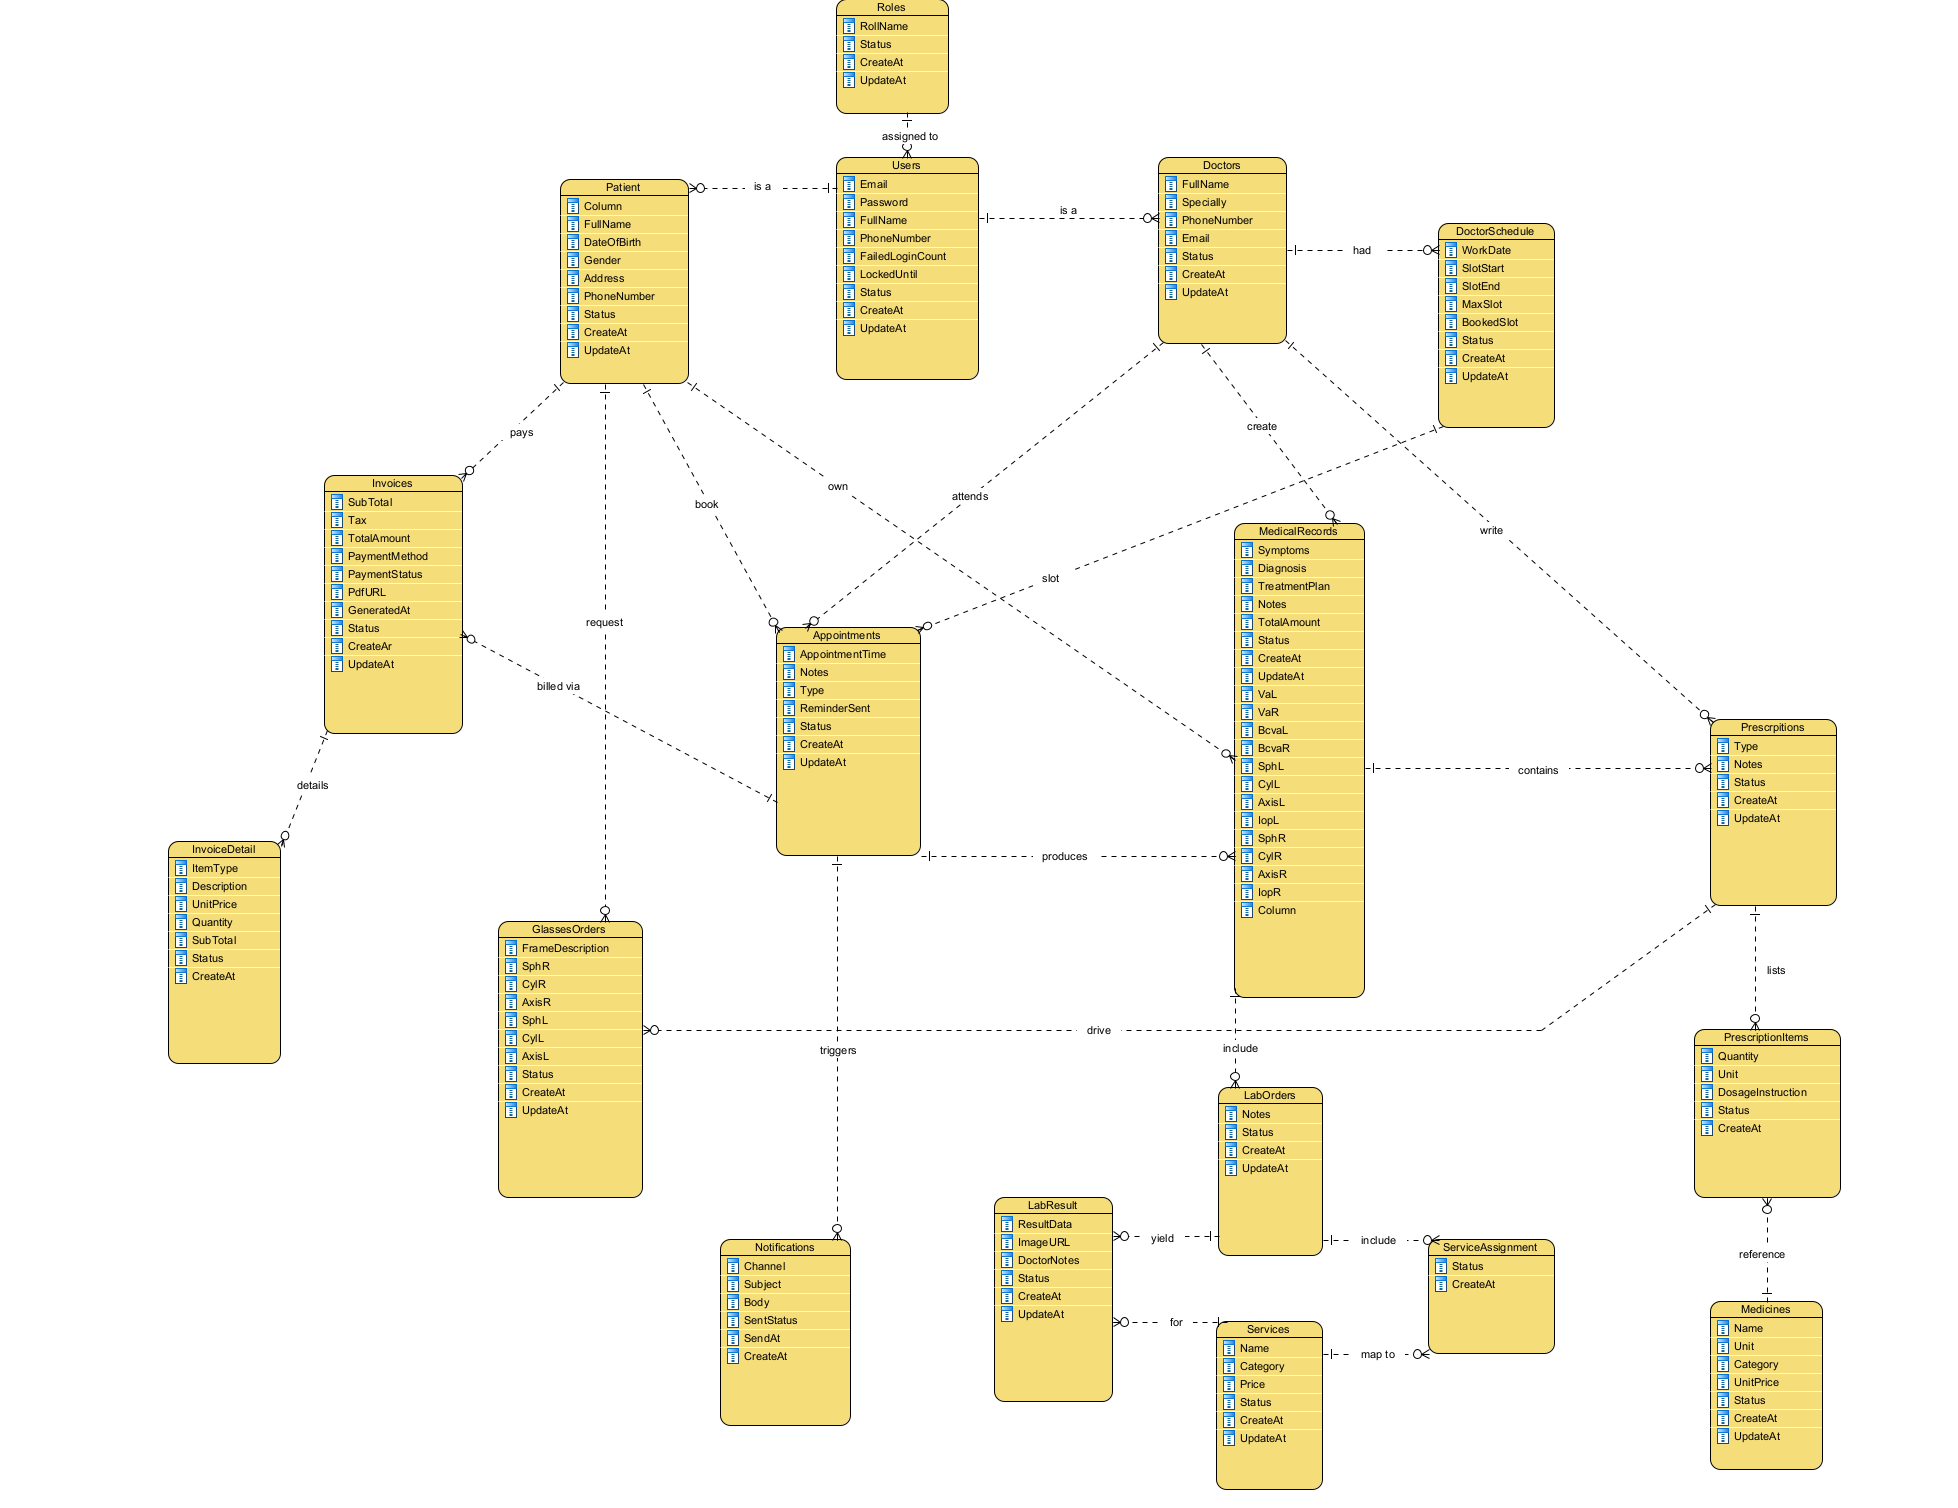 Roles
RollName
Status
CreateAt
UpdateAt
assigned to
Users
Email
Password
FullName
PhoneNumber
FailedLoginCount
LockedUntil
Status
CreateAt
UpdateAt
is a
Patient
Column
FullName
DateOfBirth
Gender
Address
PhoneNumber
Status
CreateAt
UpdateAt
is a
Doctors
FullName
Specially
PhoneNumber
Email
Status
CreateAt
UpdateAt
had
DoctorSchedule
WorkDate
SlotStart
SlotEnd
MaxSlot
BookedSlot
Status
CreateAt
UpdateAt
pays
book
own
attends
create
slot
write
request
Invoices
SubTotal
Tax
TotalAmount
PaymentMethod
PaymentStatus
PdfURL
GeneratedAt
Status
CreateAr
UpdateAt
billed via
details
Appointments
AppointmentTime
Notes
Type
ReminderSent
Status
CreateAt
UpdateAt
produces
MedicalRecords
Symptoms
Diagnosis
TreatmentPlan
Notes
TotalAmount
Status
CreateAt
UpdateAt
VaL
VaR
BcvaL
BcvaR
SphL
CylL
AxisL
IopL
SphR
CylR
AxisR
IopR
Column
contains
Prescrpitions
Type
Notes
Status
CreateAt
UpdateAt
lists
InvoiceDetail
ItemType
Description
UnitPrice
Quantity
SubTotal
Status
CreateAt
GlassesOrders
FrameDescription
SphR
CylR
AxisR
SphL
CylL
AxisL
Status
CreateAt
UpdateAt
drive
triggers
include
PrescriptionItems
Quantity
Unit
DosageInstruction
Status
CreateAt
reference
LabOrders
Notes
Status
CreateAt
UpdateAt
LabResult
ResultData
ImageURL
DoctorNotes
Status
CreateAt
UpdateAt
yield
include
ServiceAssignment
Status
CreateAt
for
map to
Services
Name
Category
Price
Status
CreateAt
UpdateAt
Notifications
Channel
Subject
Body
SentStatus
SendAt
CreateAt
Medicines
Name
Unit
Category
UnitPrice
Status
CreateAt
UpdateAt